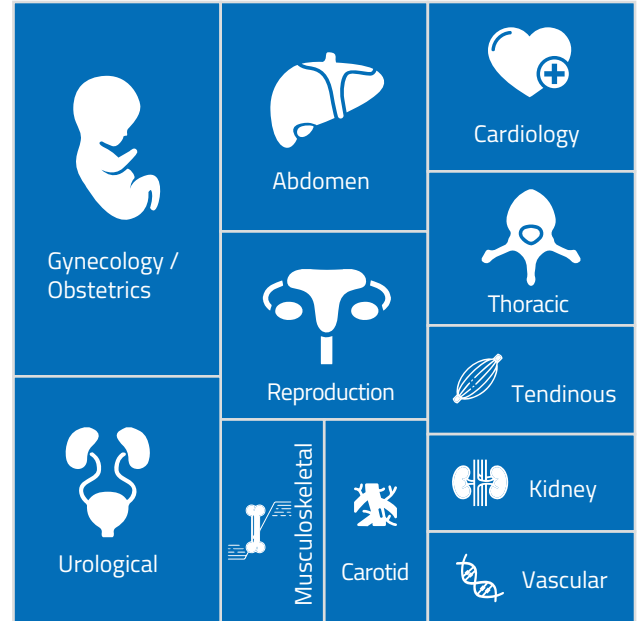 Gynecology /
Obstetrics
Abdomen
Cardiology
Thoracic
Reproduction
Tendinous
Urological
Musculoskeletal
Carotid
Kidney
Vascular